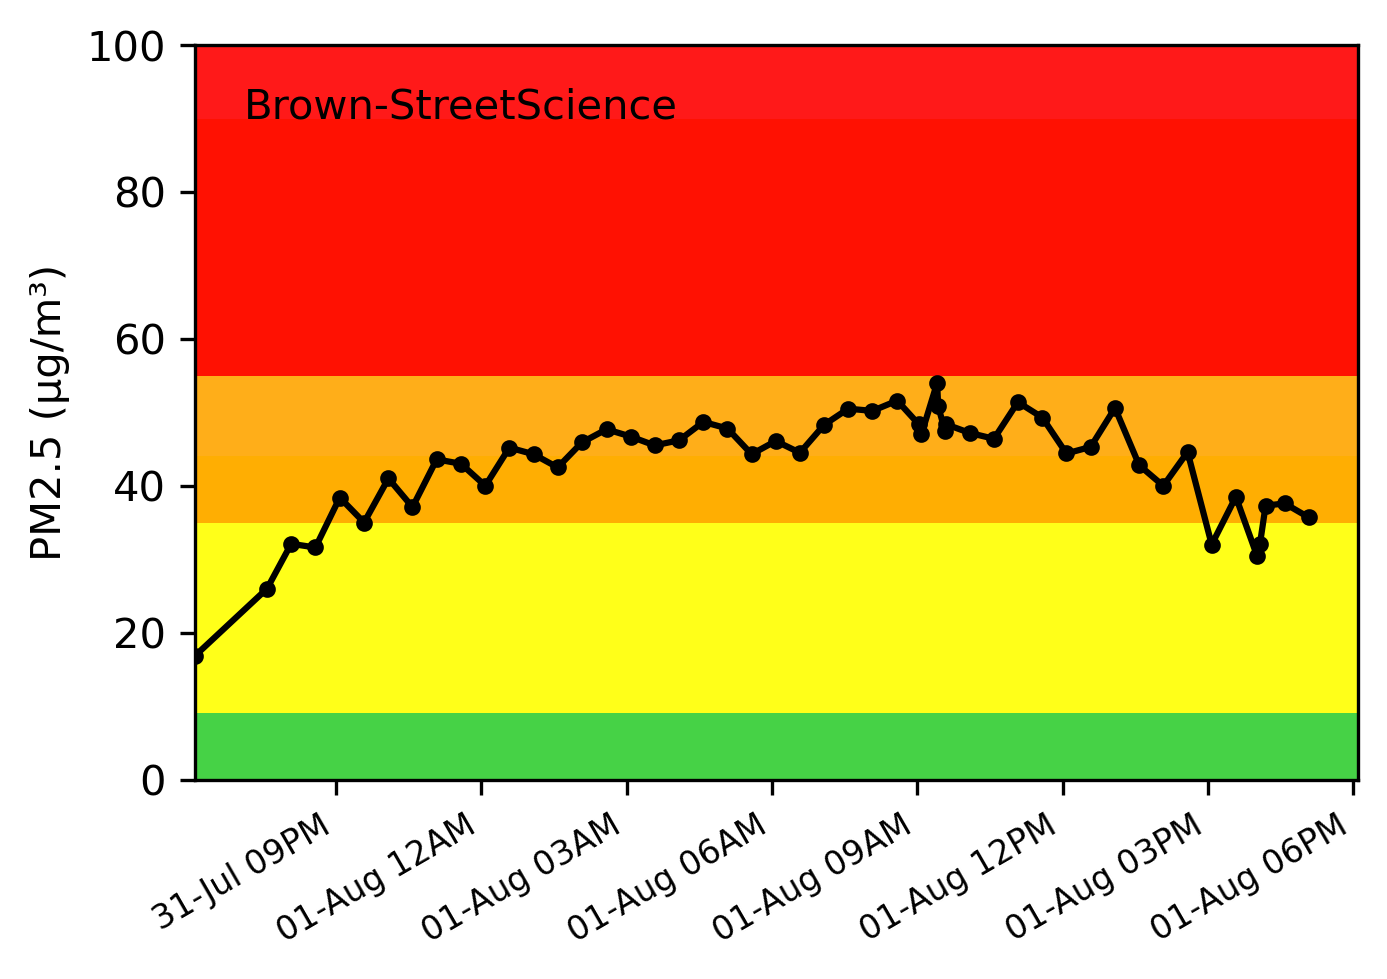 100
Brown-StreetScience
80
60
40
20
0
PM2.5 (µg/m³)
31-Jul 09PM
01-Aug 12AM
01-Aug 03AM
01-Aug 06AM
01-Aug 09AM
01-Aug 12PM
01-Aug 03PM
01-Aug 06PM